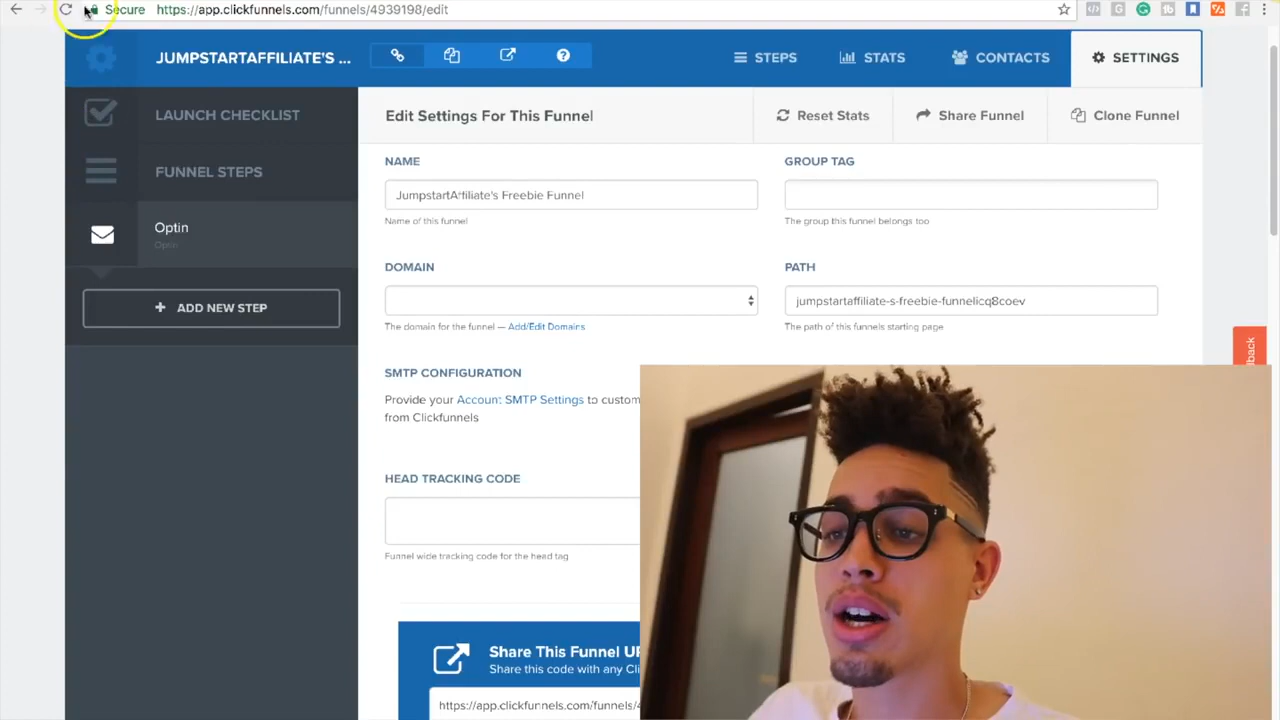 Secure https://app.clickfunnels.com/funnels/4939198/edit
JUMPSTARTAFFILIATE'S ...
STEPS
STATS
CONTACTS
SETTINGS
LAUNCH CHECKLIST
Edit Settings For This Funnel
Reset Stats
Share Funnel
Clone Funnel
FUNNEL STEPS
NAME
GROUP TAG
JumpstartAffiliate's Freebie Funnel
Name of this funnel
The group this funnel belongs too
Optin
Optin
DOMAIN
PATH
ADD NEW STEP
jumpstartaffiliate-s-freebie-funnelicq8coev
The domain for the funnel — Add/Edit Domains
The path of this funnels starting page
SMTP CONFIGURATION
Provide your Account SMTP Settings to custom
from Clickfunnels
HEAD TRACKING CODE
Funnel wide tracking code for the head tag
Share This Funnel UR
Share this code with any Cli
https://app.clickfunnels.com/funnels/4